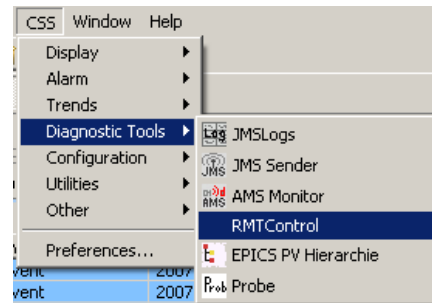 CSS Window Help
Display
Alarm
Trends
Diagnostic Tools
Configuration
Utilities
Other
Preferences...
JMSLogs
JMS Sender
AMS Monitor
RMTControl
EPICS PV Hierarchie
Probe
Log
JMS
AMS
Prob
vent 2007
vent 2007